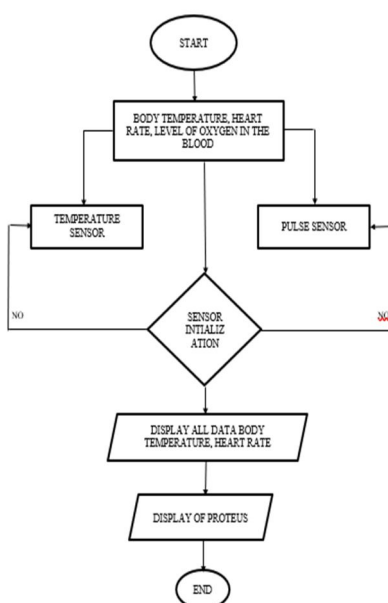 START
BODY TEMPERATURE, HEART
RATE, LEVEL OF OXYGEN IN THE
BLOOD
TEMPERATURE
SENSOR
PULSE SENSOR
NO
SENSOR
INTIALIZ
ATION
NO
DISPLAY ALL DATA BODY
TEMPERATURE, HEART RATE
DISPLAY OF PROTEUS
END